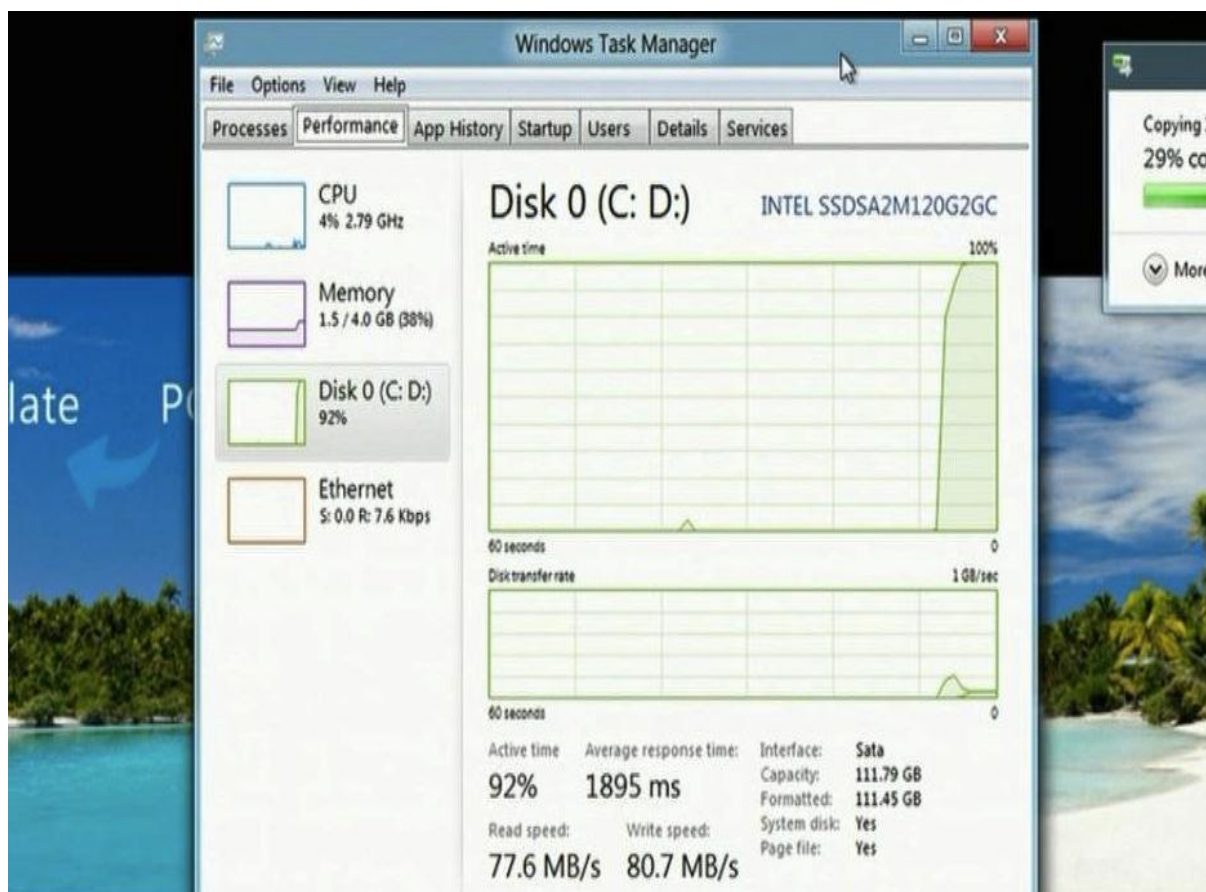 Windows Task Manager
File Options View Help
Processes Performance App History Startup Users Details Services
CPU
4% 2.79 GHz
Memory
1.5 / 4.0 GB (38%)
Disk 0 (C: D:)
92%
Ethernet
S: 0.0 R: 7.6 Kbps
Disk 0 (C: D:) INTEL SSDSA2M120G2GC
Active time 100%
60 seconds 0
Disk transfer rate 1 GB/sec
60 seconds 0
Active time Average response time:
92% 1895 ms
Read speed: Write speed:
77.6 MB/s 80.7 MB/s
Interface: Sata
Capacity: 111.79 GB
Formatted: 111.45 GB
System disk: Yes
Page file: Yes
Copying
29% co
More
late